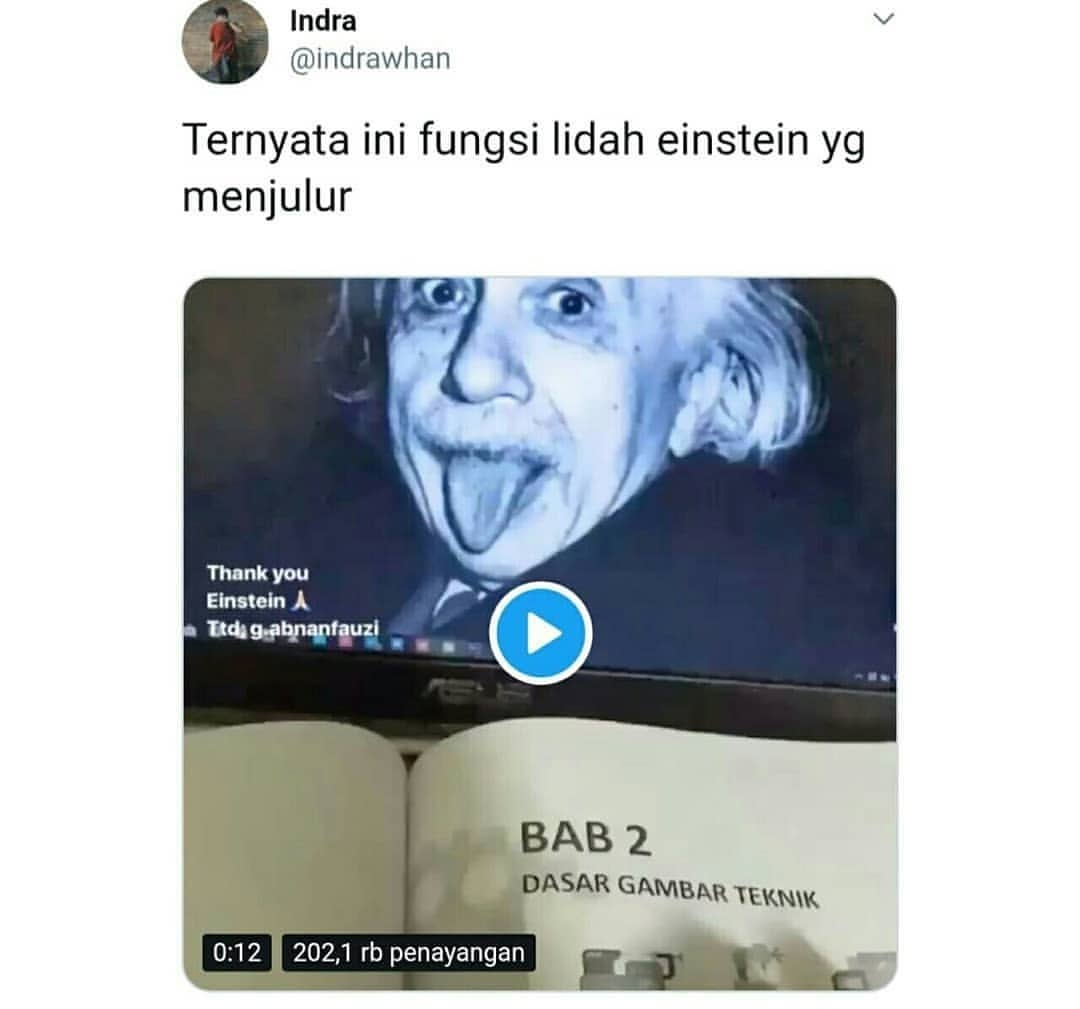 Indra
@indrawhan
Ternyata ini fungsi lidah einstein yg
menjulur
Thank you
Einstein 🙏
Ttd; g.abnanfauzi
BAB 2
DASAR GAMBAR TEKNIK
0:12
202,1 rb penayangan